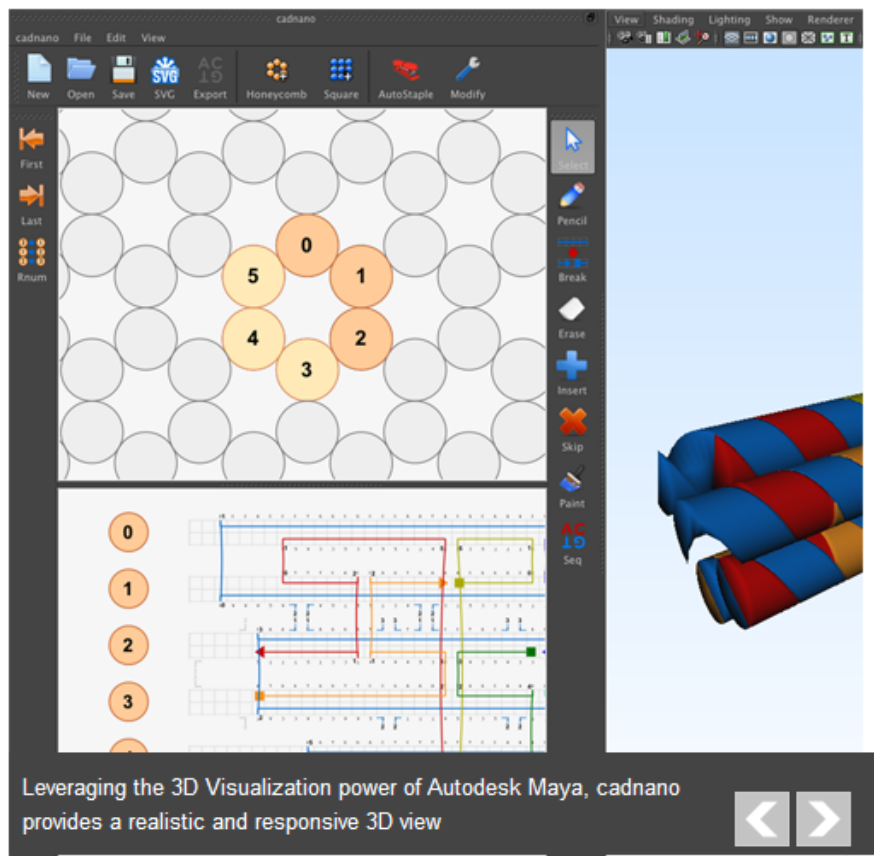 cadnano
cadnano File Edit View
New Open Save SVG Export Honeycomb Square AutoStaple Modify
First
Last
Rnum
0
1
2
3
4
5
Select
Pencil
Break
Erase
Insert
Skip
Paint
Seq
0
1
2
3
View Shading Lighting Show Renderer
Leveraging the 3D Visualization power of Autodesk Maya, cadnano
provides a realistic and responsive 3D view